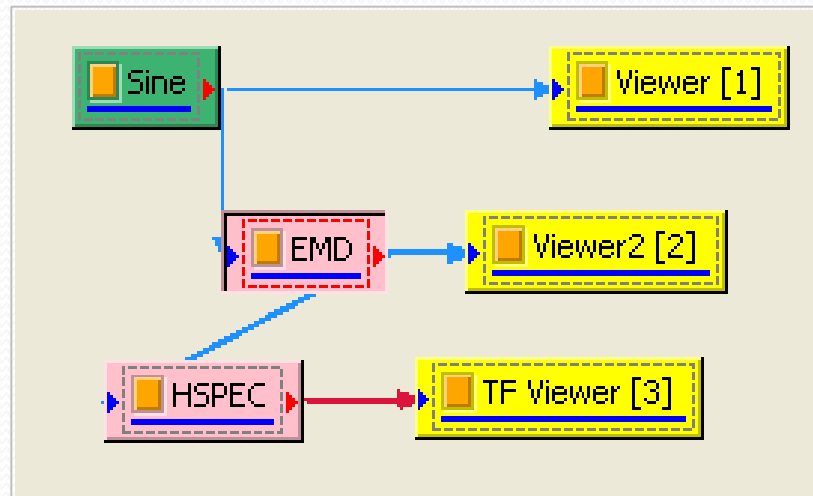 Sine
Viewer [1]
EMD
Viewer2 [2]
HSPEC
TF Viewer [3]